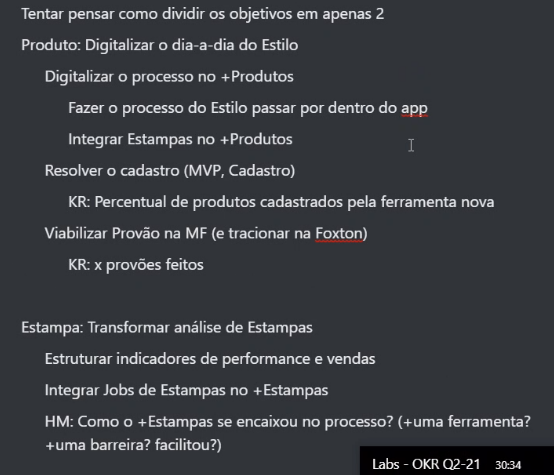 Tentar pensar como dividir os objetivos em apenas 2
Produto: Digitalizar o dia-a-dia do Estilo
Digitalizar o processo no +Produtos
Fazer o processo do Estilo passar por dentro do app
Integrar Estampas no +Produtos
Resolver o cadastro (MVP, Cadastro)
KR: Percentual de produtos cadastrados pela ferramenta nova
Viabilizar Provão na MF (e tracionar na Foxton)
KR: x provões feitos
Estampa: Transformar análise de Estampas
Estruturar indicadores de performance e vendas
Integrar Jobs de Estampas no +Estampas
HM: Como o +Estampas se encaixou no processo? (+uma ferramenta?
+uma barreira? facilitou?)
Labs - OKR Q2-21 30:34